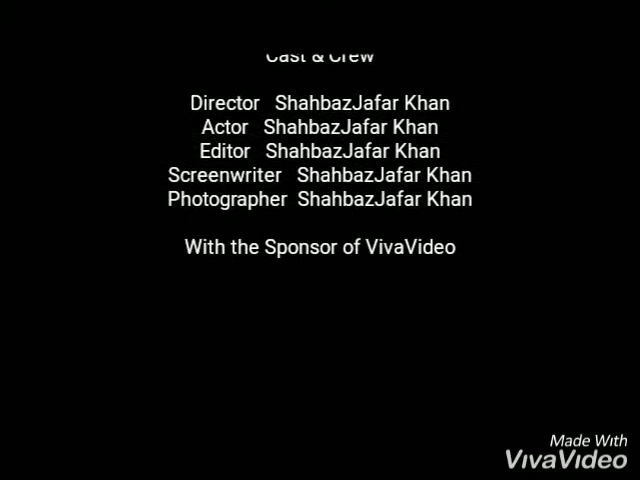 Cast & Crew
Director ShahbazJafar Khan
Actor ShahbazJafar Khan
Editor ShahbazJafar Khan
Screenwriter ShahbazJafar Khan
Photographer ShahbazJafar Khan
With the Sponsor of VivaVideo
Made With
VivaVideo